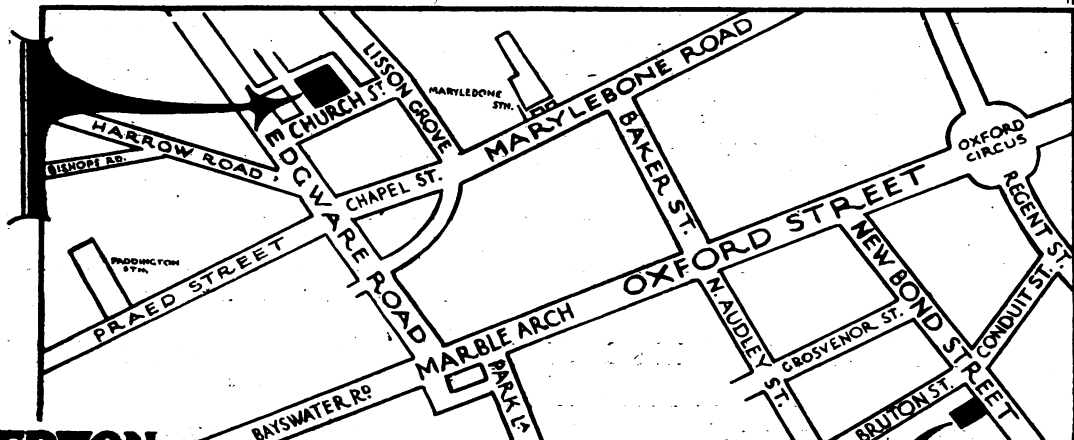 LISSON GROVE
MARYLEBONE STN.
MARYLEBONE ROAD
CHURCH ST.
HARROW ROAD
BISHOPS RD.
EDGWARE ROAD
CHAPEL ST.
BAKER ST.
OXFORD CIRCUS
PADDINGTON STN.
PRAED STREET
OXFORD STREET
REGENT ST.
NEW BOND STREET
CONDUIT ST.
N. AUDLEY ST.
GROSVENOR ST.
MARBLE ARCH
PARK LA
BAYSWATER RD
BRUTON ST.